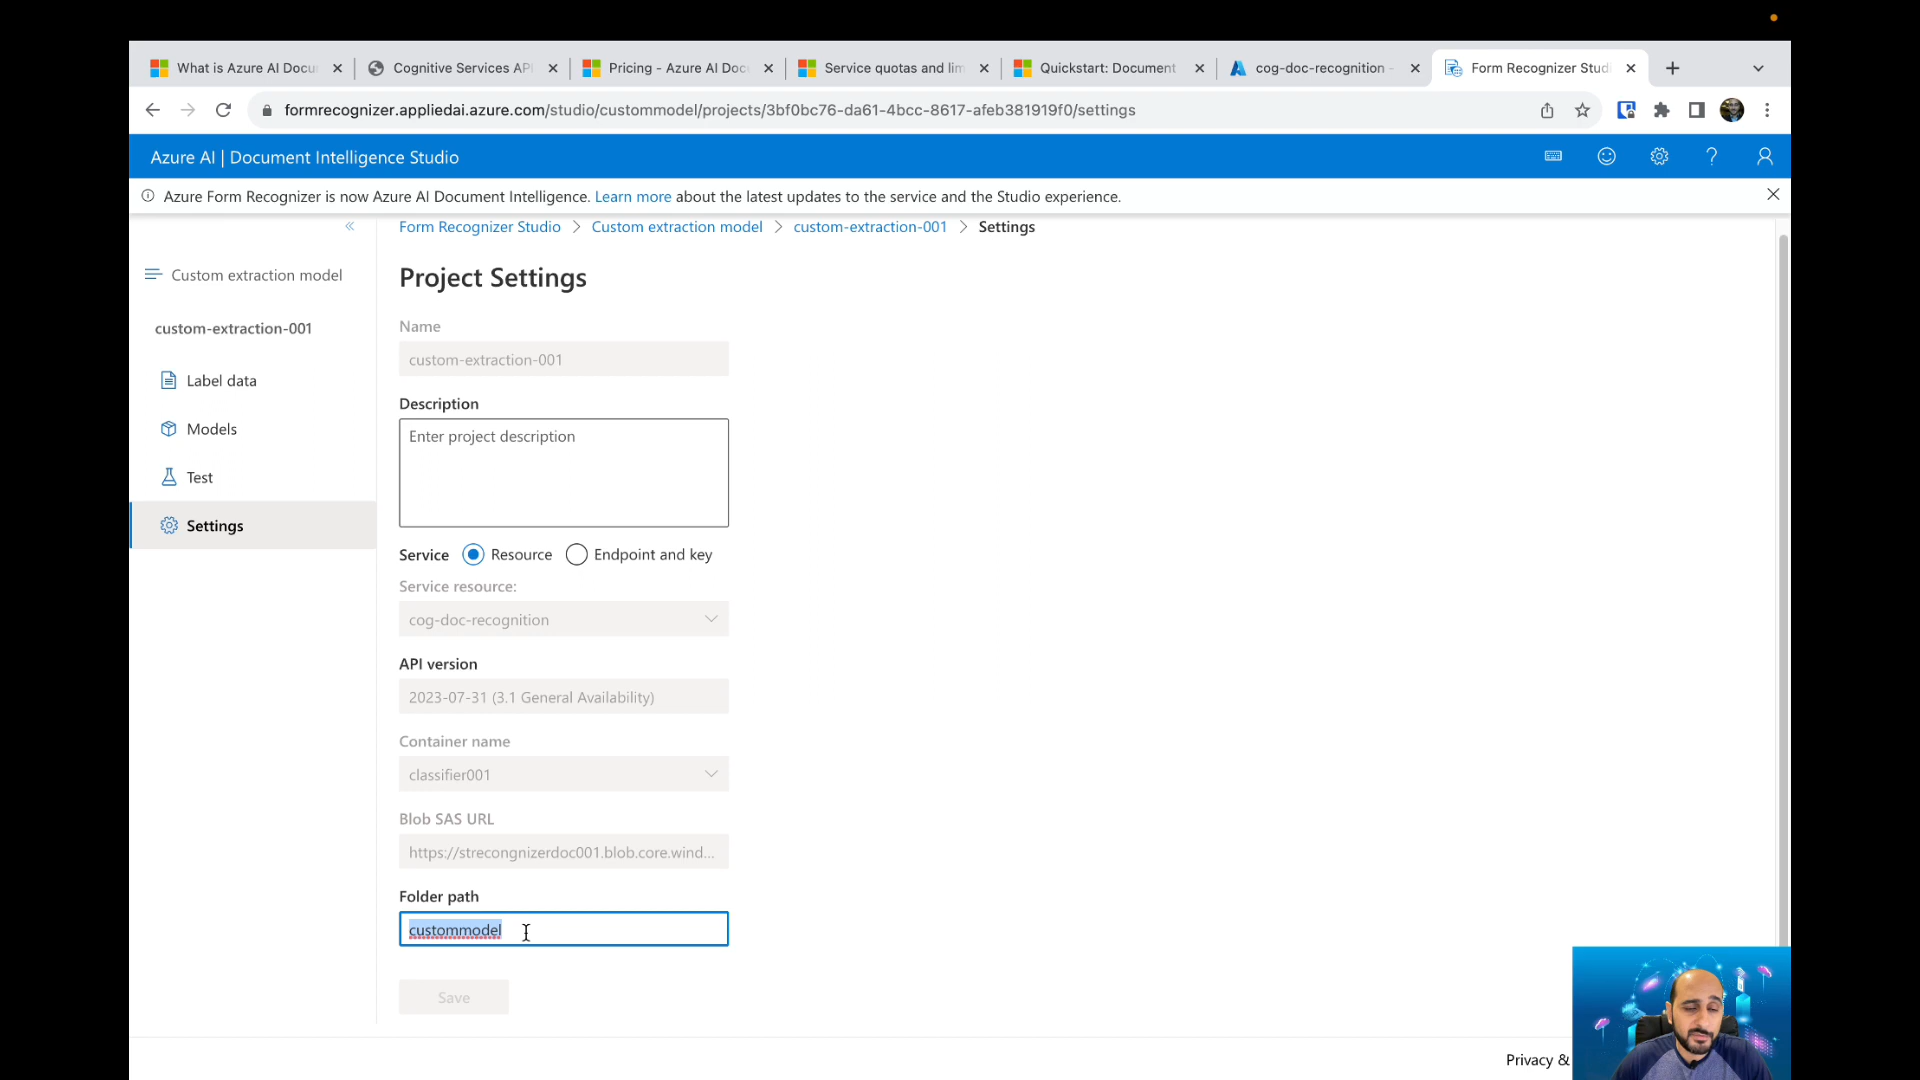 What is Azure AI Docu
Cognitive Services API
Pricing - Azure AI Doc
Service quotas and lim
Quickstart: Document
cog-doc-recognition -
Form Recognizer Stud
formrecognizer.appliedai.azure.com/studio/custommodel/projects/3bf0bc76-da61-4bcc-8617-afeb381919f0/settings
Azure AI | Document Intelligence Studio
Azure Form Recognizer is now Azure AI Document Intelligence. Learn more about the latest updates to the service and the Studio experience.
Form Recognizer Studio > Custom extraction model > custom-extraction-001 > Settings
Custom extraction model
custom-extraction-001
Label data
Models
Test
Settings
Project Settings
Name
custom-extraction-001
Description
Enter project description
Service Resource Endpoint and key
Service resource:
cog-doc-recognition
API version
2023-07-31 (3.1 General Availability)
Container name
classifier001
Blob SAS URL
https://strecongnizerdoc001.blob.core.wind...
Folder path
custommodel
Save
Privacy &